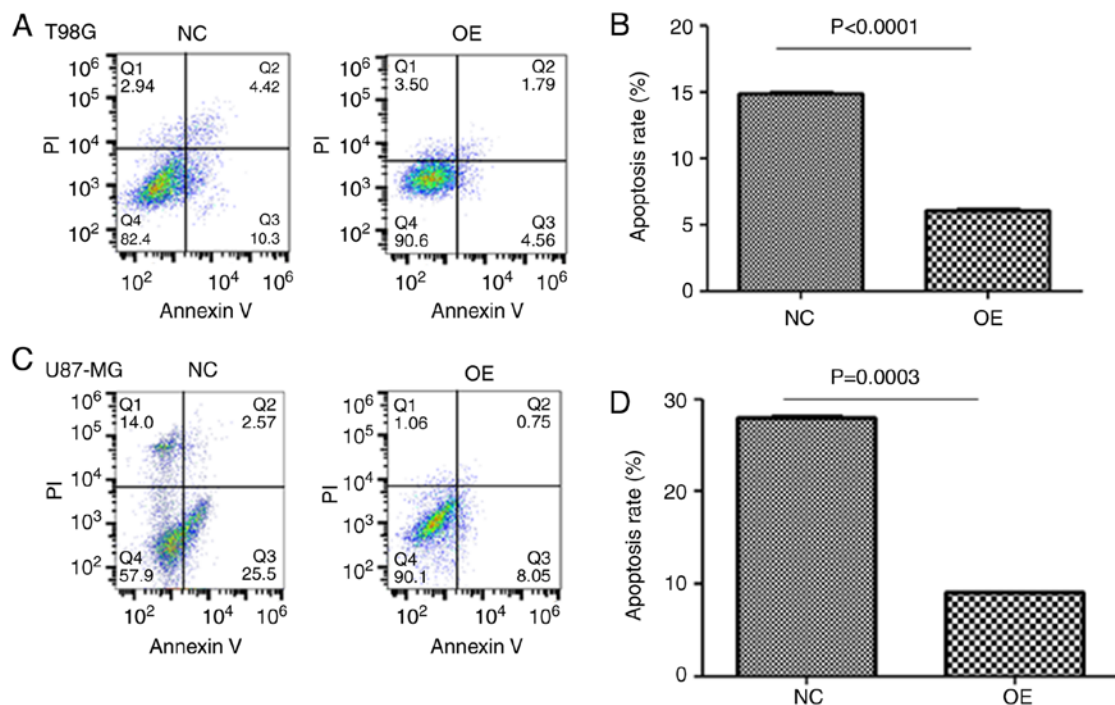 A
T98G
NC
OE
Q1
2.94
Q2
4.42
Q4
82.4
Q3
10.3
PI
10^6
10^5
10^4
10^3
10^2
10^2 10^4 10^6
Annexin V
Q1
3.50
Q2
1.79
Q4
90.6
Q3
4.56
PI
10^6
10^5
10^4
10^3
10^2
10^2 10^4 10^6
Annexin V
B
P<0.0001
Apoptosis rate (%)
20
15
10
5
0
NC OE
C
U87-MG
NC
OE
Q1
14.0
Q2
2.57
Q4
57.9
Q3
25.5
PI
10^6
10^5
10^4
10^3
10^2
10^2 10^4 10^6
Annexin V
Q1
1.06
Q2
0.75
Q4
90.1
Q3
8.05
PI
10^6
10^5
10^4
10^3
10^2
10^2 10^4 10^6
Annexin V
D
P=0.0003
Apoptosis rate (%)
30
20
10
0
NC OE